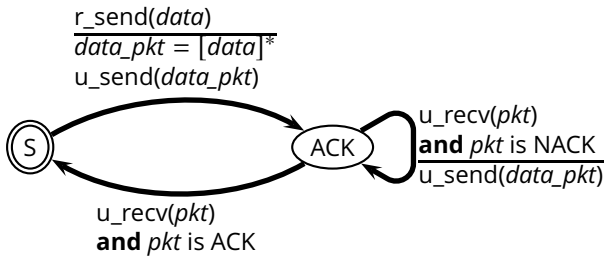 r_send(data)
data_pkt = [data]*
u_send(data_pkt)
S
ACK
u_recv(pkt)
and pkt is NACK
u_send(data_pkt)
u_recv(pkt)
and pkt is ACK